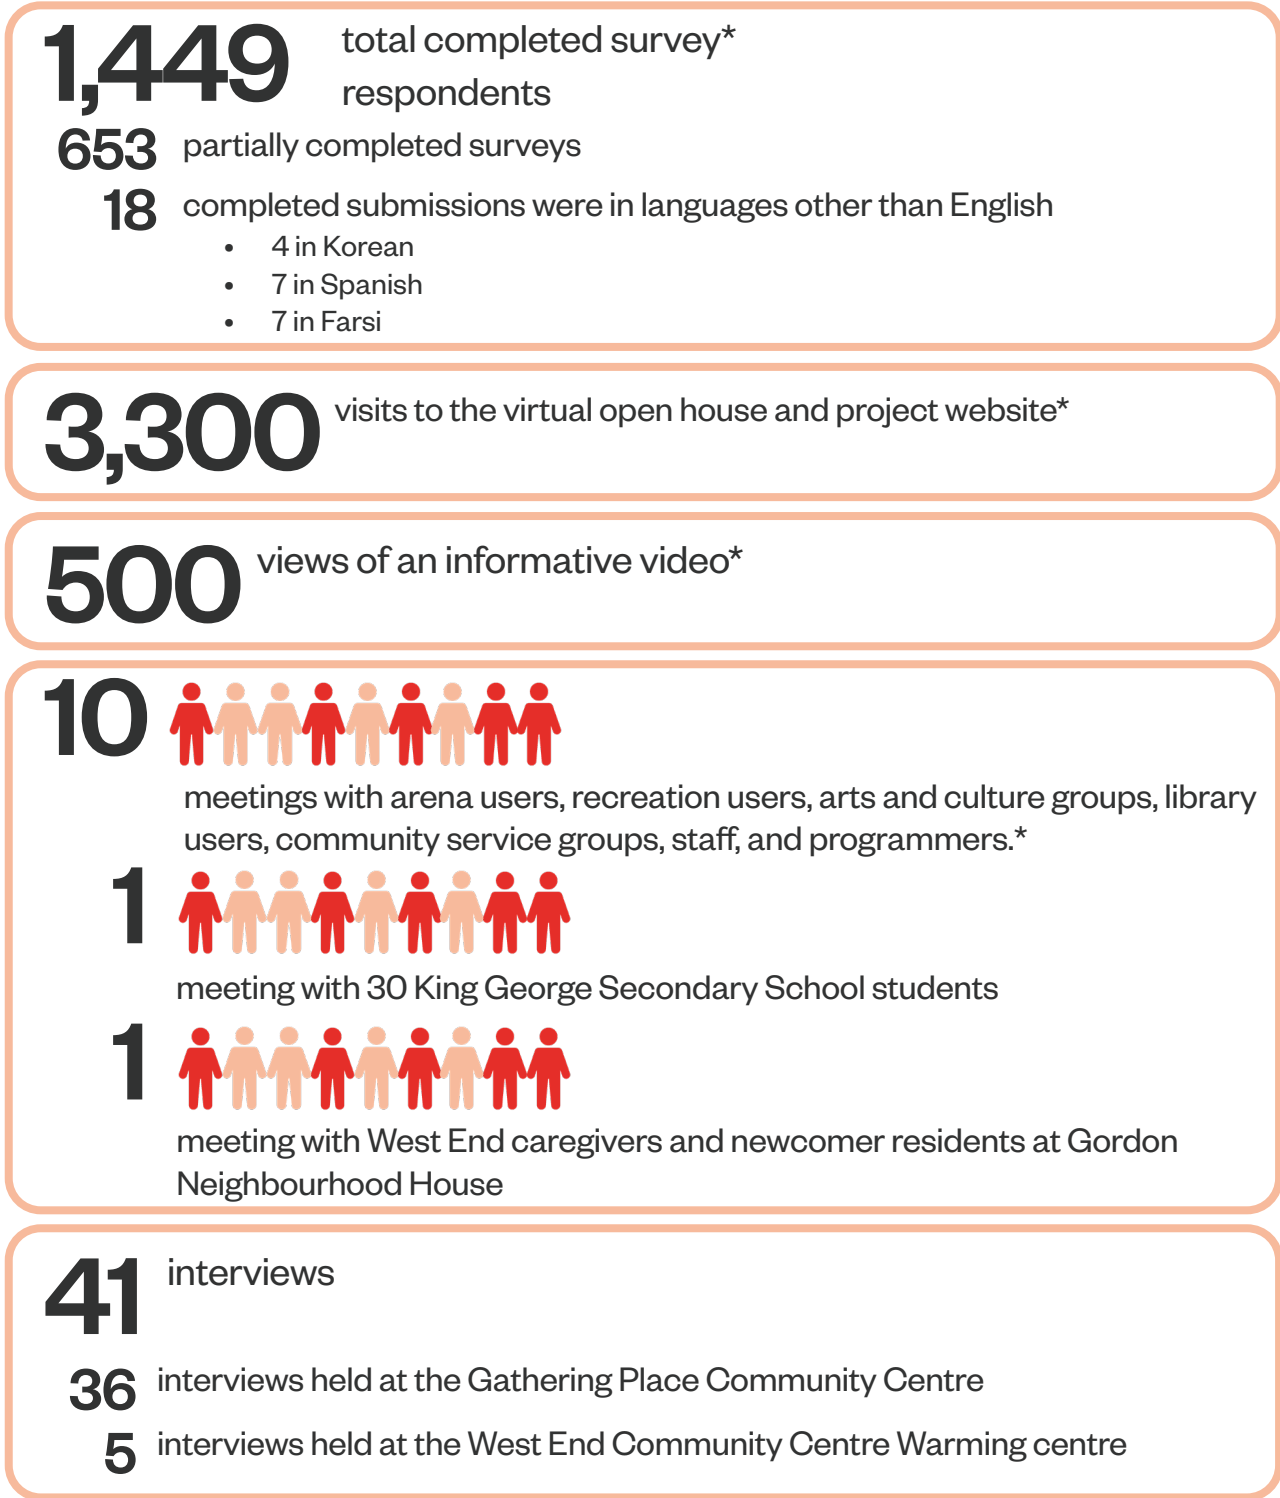 1,449 total completed survey*
respondents
653 partially completed surveys
18 completed submissions were in languages other than English
• 4 in Korean
• 7 in Spanish
• 7 in Farsi
3,300 visits to the virtual open house and project website*
500 views of an informative video*
10
meetings with arena users, recreation users, arts and culture groups, library
users, community service groups, staff, and programmers.*
1
meeting with 30 King George Secondary School students
1
meeting with West End caregivers and newcomer residents at Gordon
Neighbourhood House
41 interviews
36 interviews held at the Gathering Place Community Centre
5 interviews held at the West End Community Centre Warming centre